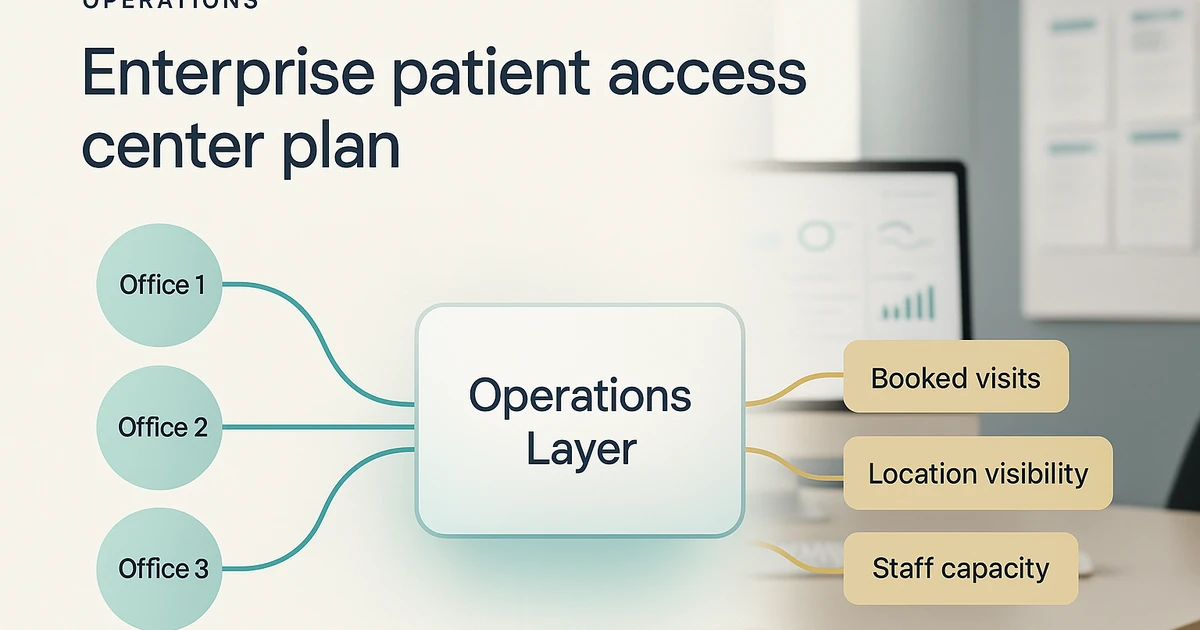 OPERATIONS
Enterprise patient access
center plan
Office 1
Office 2
Office 3
Operations
Layer
Booked visits
Location visibility
Staff capacity